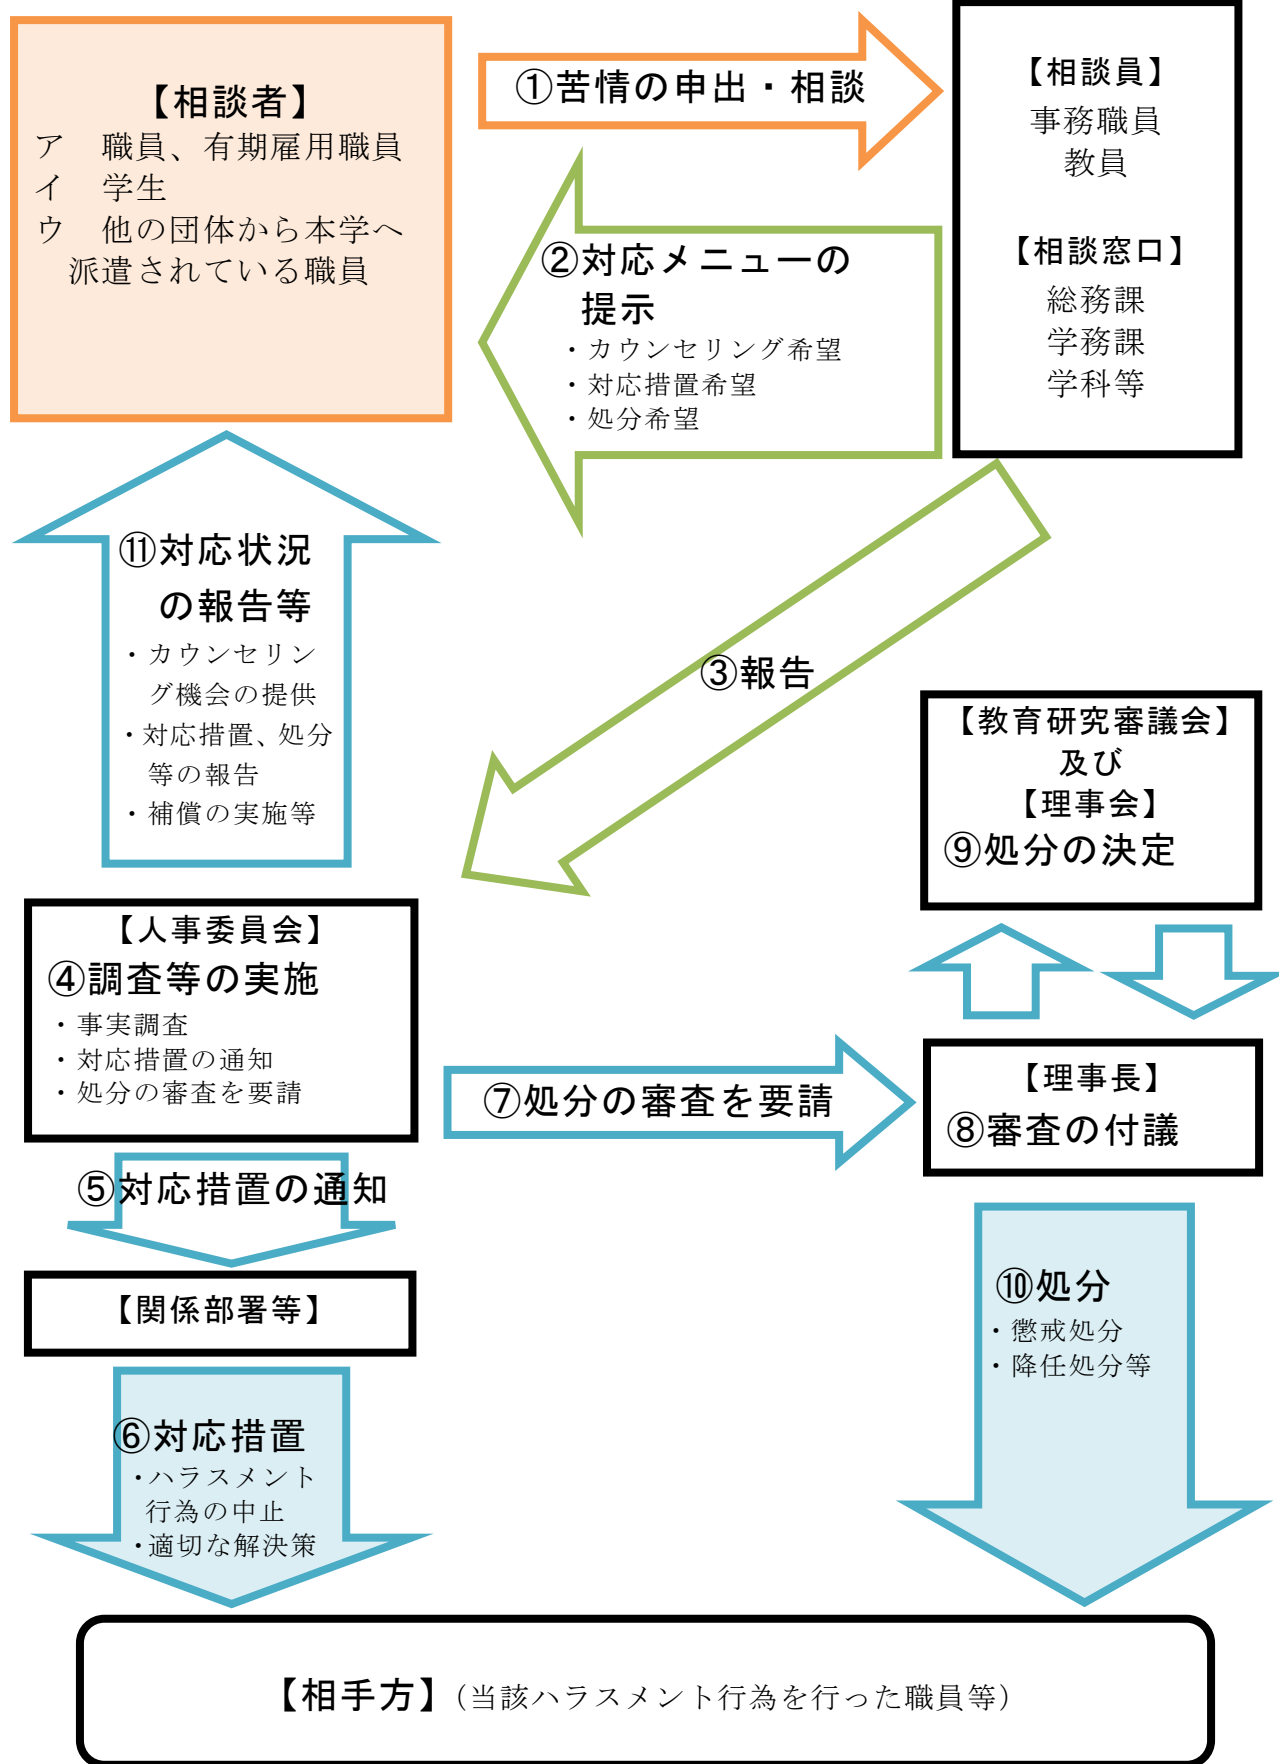 【相談者】
ア　職員、有期雇用職員
イ　学生
ウ　他の団体から本学へ
派遣されている職員
①苦情の申出・相談
【相談員】
事務職員
教員
【相談窓口】
総務課
学務課
学科等
②対応メニューの
提示
・カウンセリング希望
・対応措置希望
・処分希望
③報告
⑪対応状況
の報告等
・カウンセリン
グ機会の提供
・対応措置、処分
等の報告
・補償の実施等
【教育研究審議会】
及び
【理事会】
⑨処分の決定
【人事委員会】
④調査等の実施
・事実調査
・対応措置の通知
・処分の審査を要請
⑦処分の審査を要請
【理事長】
⑧審査の付議
⑤対応措置の通知
【関係部署等】
⑩処分
・懲戒処分
・降任処分等
⑥対応措置
・ハラスメント
行為の中止
・適切な解決策
【相手方】（当該ハラスメント行為を行った職員等）